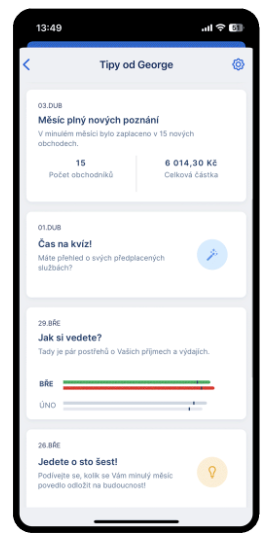 13:49
61
Tipy od George
03.DUB
Měsíc plný nových poznání
V minulém měsíci bylo zaplaceno v 15 nových
obchodech.
15
Počet obchodníků
6 014,30 Kč
Celková částka
01.DUB
Čas na kvíz!
Máte přehled o svých předplacených
službách?
29.BŘE
Jak si vedete?
Tady je pár postřehů o Vašich příjmech a výdajích.
BŘE
ÚNO
26.BŘE
Jedete o sto šest!
Podívejte se, kolik se Vám minulý měsíc
povedlo odložit na budoucnost!